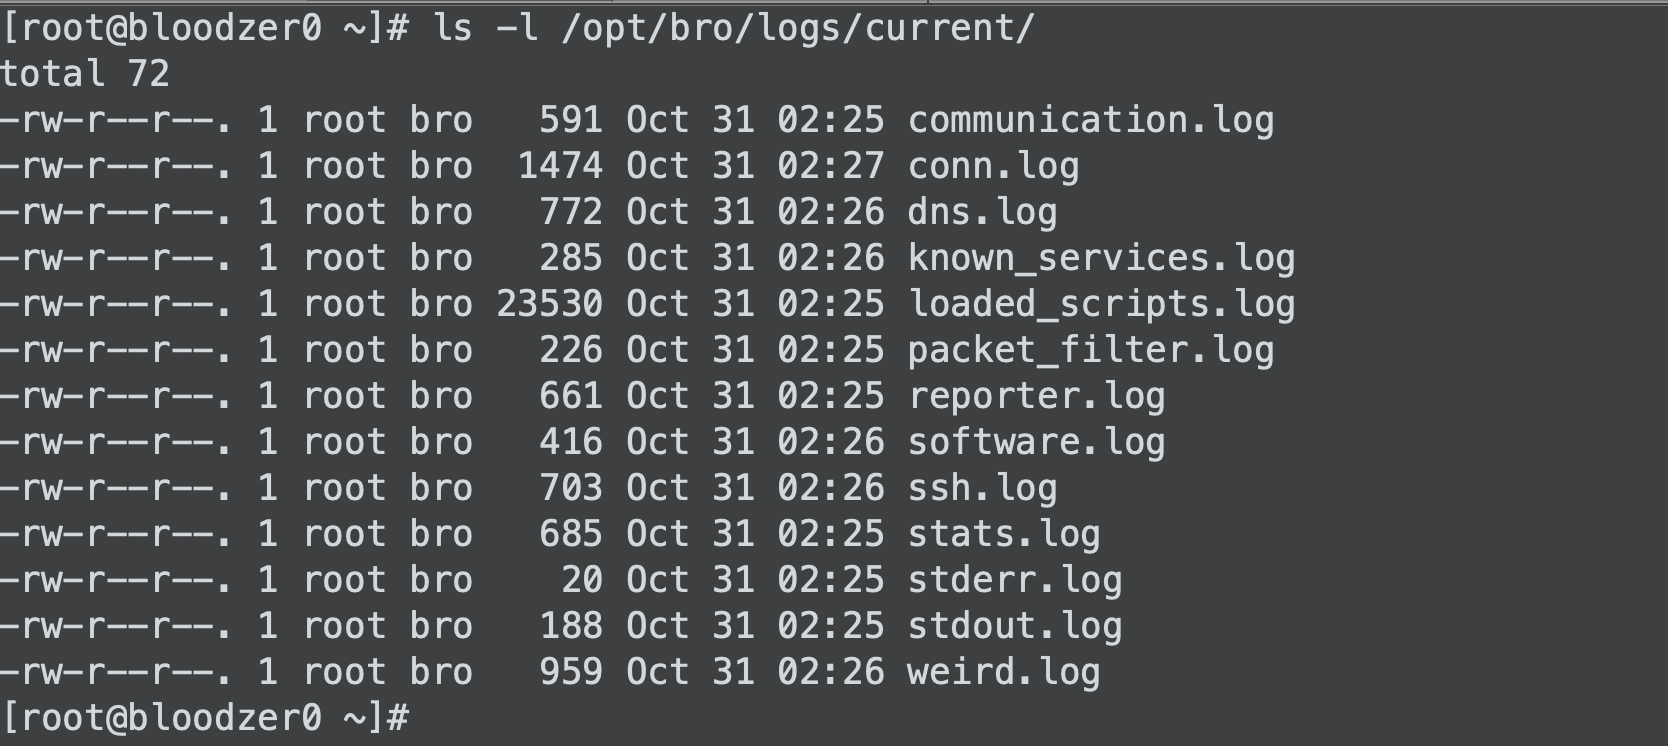 [root@bloodzer0 ~]# ls -l /opt/bro/logs/current/
total 72
-rw-r--r--. 1 root bro   591 Oct 31 02:25 communication.log
-rw-r--r--. 1 root bro  1474 Oct 31 02:27 conn.log
-rw-r--r--. 1 root bro   772 Oct 31 02:26 dns.log
-rw-r--r--. 1 root bro   285 Oct 31 02:26 known_services.log
-rw-r--r--. 1 root bro 23530 Oct 31 02:25 loaded_scripts.log
-rw-r--r--. 1 root bro   226 Oct 31 02:25 packet_filter.log
-rw-r--r--. 1 root bro   661 Oct 31 02:25 reporter.log
-rw-r--r--. 1 root bro   416 Oct 31 02:26 software.log
-rw-r--r--. 1 root bro   703 Oct 31 02:26 ssh.log
-rw-r--r--. 1 root bro   685 Oct 31 02:25 stats.log
-rw-r--r--. 1 root bro    20 Oct 31 02:25 stderr.log
-rw-r--r--. 1 root bro   188 Oct 31 02:25 stdout.log
-rw-r--r--. 1 root bro   959 Oct 31 02:26 weird.log
[root@bloodzer0 ~]#